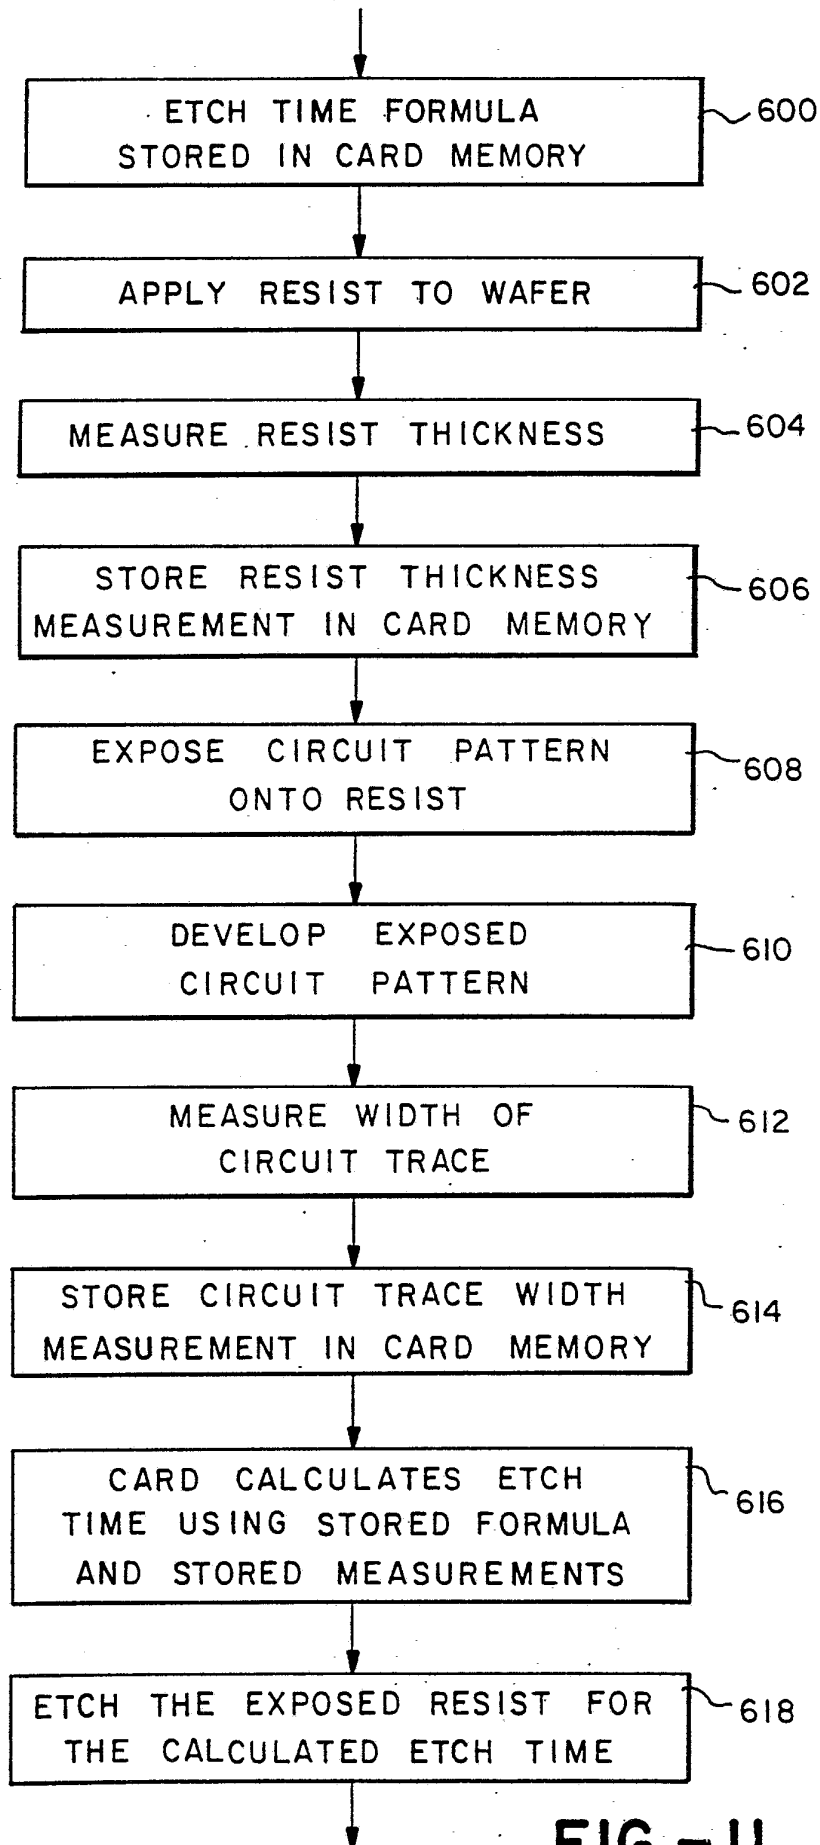 ETCH TIME FORMULA
STORED IN CARD MEMORY
600
APPLY RESIST TO WAFER
602
MEASURE RESIST THICKNESS
604
STORE RESIST THICKNESS
MEASUREMENT IN CARD MEMORY
606
EXPOSE CIRCUIT PATTERN
ONTO RESIST
608
DEVELOP EXPOSED
CIRCUIT PATTERN
610
MEASURE WIDTH OF
CIRCUIT TRACE
612
STORE CIRCUIT TRACE WIDTH
MEASUREMENT IN CARD MEMORY
614
CARD CALCULATES ETCH
TIME USING STORED FORMULA
AND STORED MEASUREMENTS
616
ETCH THE EXPOSED RESIST FOR
THE CALCULATED ETCH TIME
618
FIG - 11